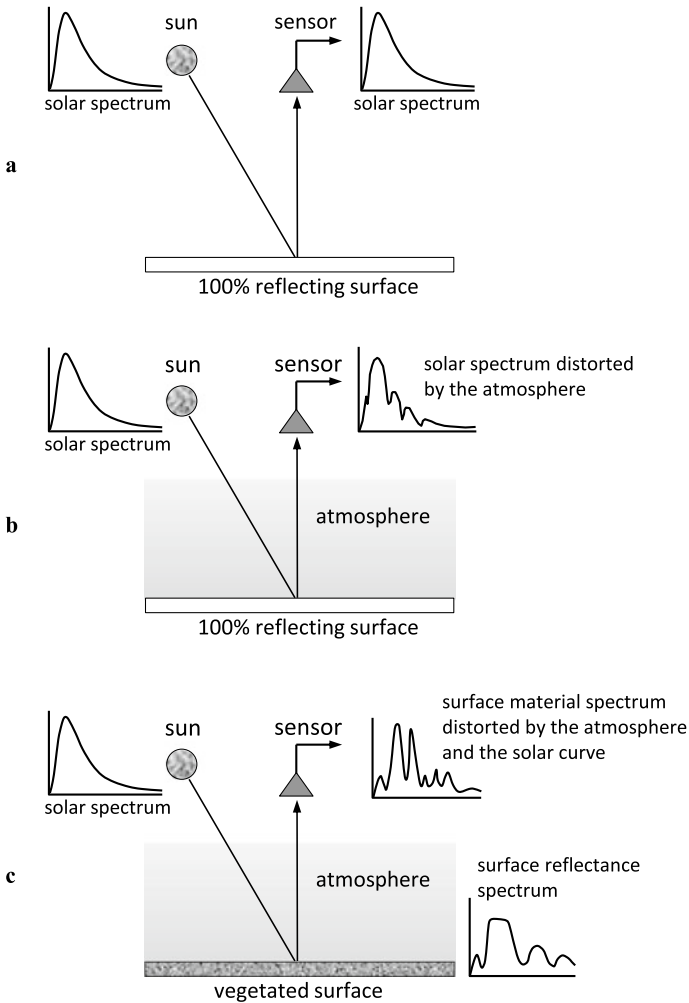 sun
sensor
solar spectrum
solar spectrum
a
100% reflecting surface
sun
sensor
solar spectrum distorted
by the atmosphere
solar spectrum
atmosphere
b
100% reflecting surface
surface material spectrum
distorted by the atmosphere
and the solar curve
sun
sensor
solar spectrum
surface reflectance
spectrum
atmosphere
c
vegetated surface